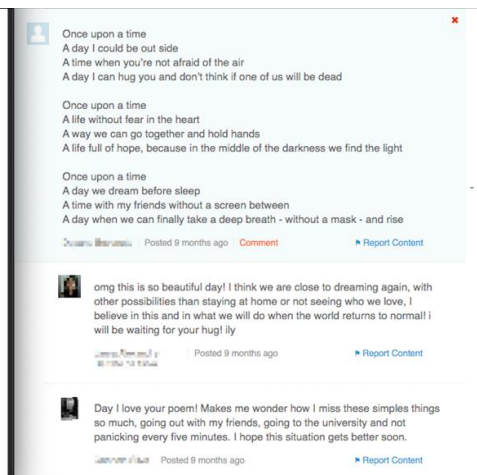 Once upon a time
A day I could be out side
A time when you're not afraid of the air
A day I can hug you and don't think if one of us will be dead
Once upon a time
A life without fear in the heart
A way we can go together and hold hands
A life full of hope, because in the middle of the darkness we find the light
Once upon a time
A day we dream before sleep
A time with my friends without a screen between
A day when we can finally take a deep breath - without a mask - and rise
Posted 9 months ago Comment Report Content
omg this is so beautiful day! I think we are close to dreaming again, with
other possibilities than staying at home or not seeing who we love, I
believe in this and in what we will do when the world returns to normal! i
will be waiting for your hug! ily
Posted 9 months ago Report Content
Day I love your poem! Makes me wonder how I miss these simples things
so much, going out with my friends, going to the university and not
panicking every five minutes. I hope this situation gets better soon.
Posted 9 months ago Report Content